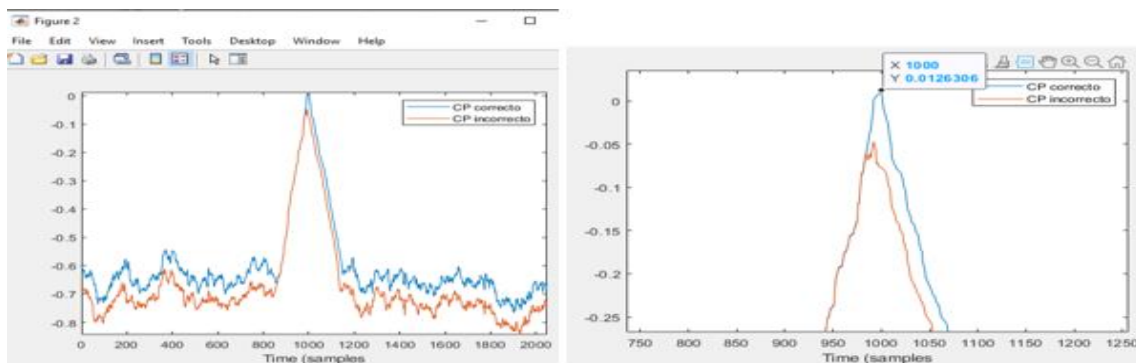 Figure 2
File Edit View Insert Tools Desktop Window Help
0
-0.1
-0.2
-0.3
-0.4
-0.5
-0.6
-0.7
-0.8
CP correcto
CP incorrecto
0 200 400 600 800 1000 1200 1400 1600 1800 2000
Time (samples
X 1000
Y 0.0126306
CP correcto
CP incorrecto
0
-0.05
-0.1
-0.15
-0.2
-0.25
750 800 850 900 950 1000 1050 1100 1150 1200 1250
Time (samples